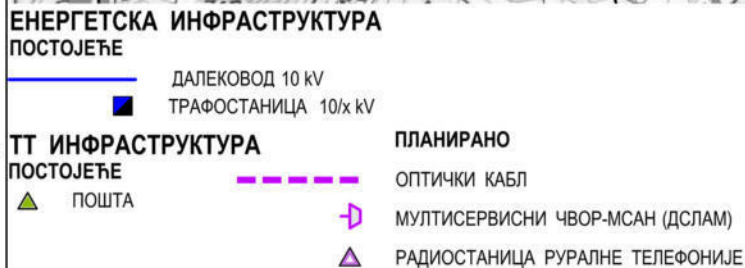 ЕНЕРГЕТСКА ИНФРАСТРУКТУРА
ПОСТОЈЕЋЕ
ДАЛЕКОВОД 10 kV
ТРАФОСТАНИЦА 10/x kV
ТТ ИНФРАСТРУКТУРА
ПОСТОЈЕЋЕ
ПОШТА
ПЛАНИРАНО
ОПТИЧКИ КАБЛ
МУЛТИСЕРВИСНИ ЧВОР-МСАН (ДСЛАМ)
РАДИОСТАНИЦА РУРАЛНЕ ТЕЛЕФОНИЈЕ